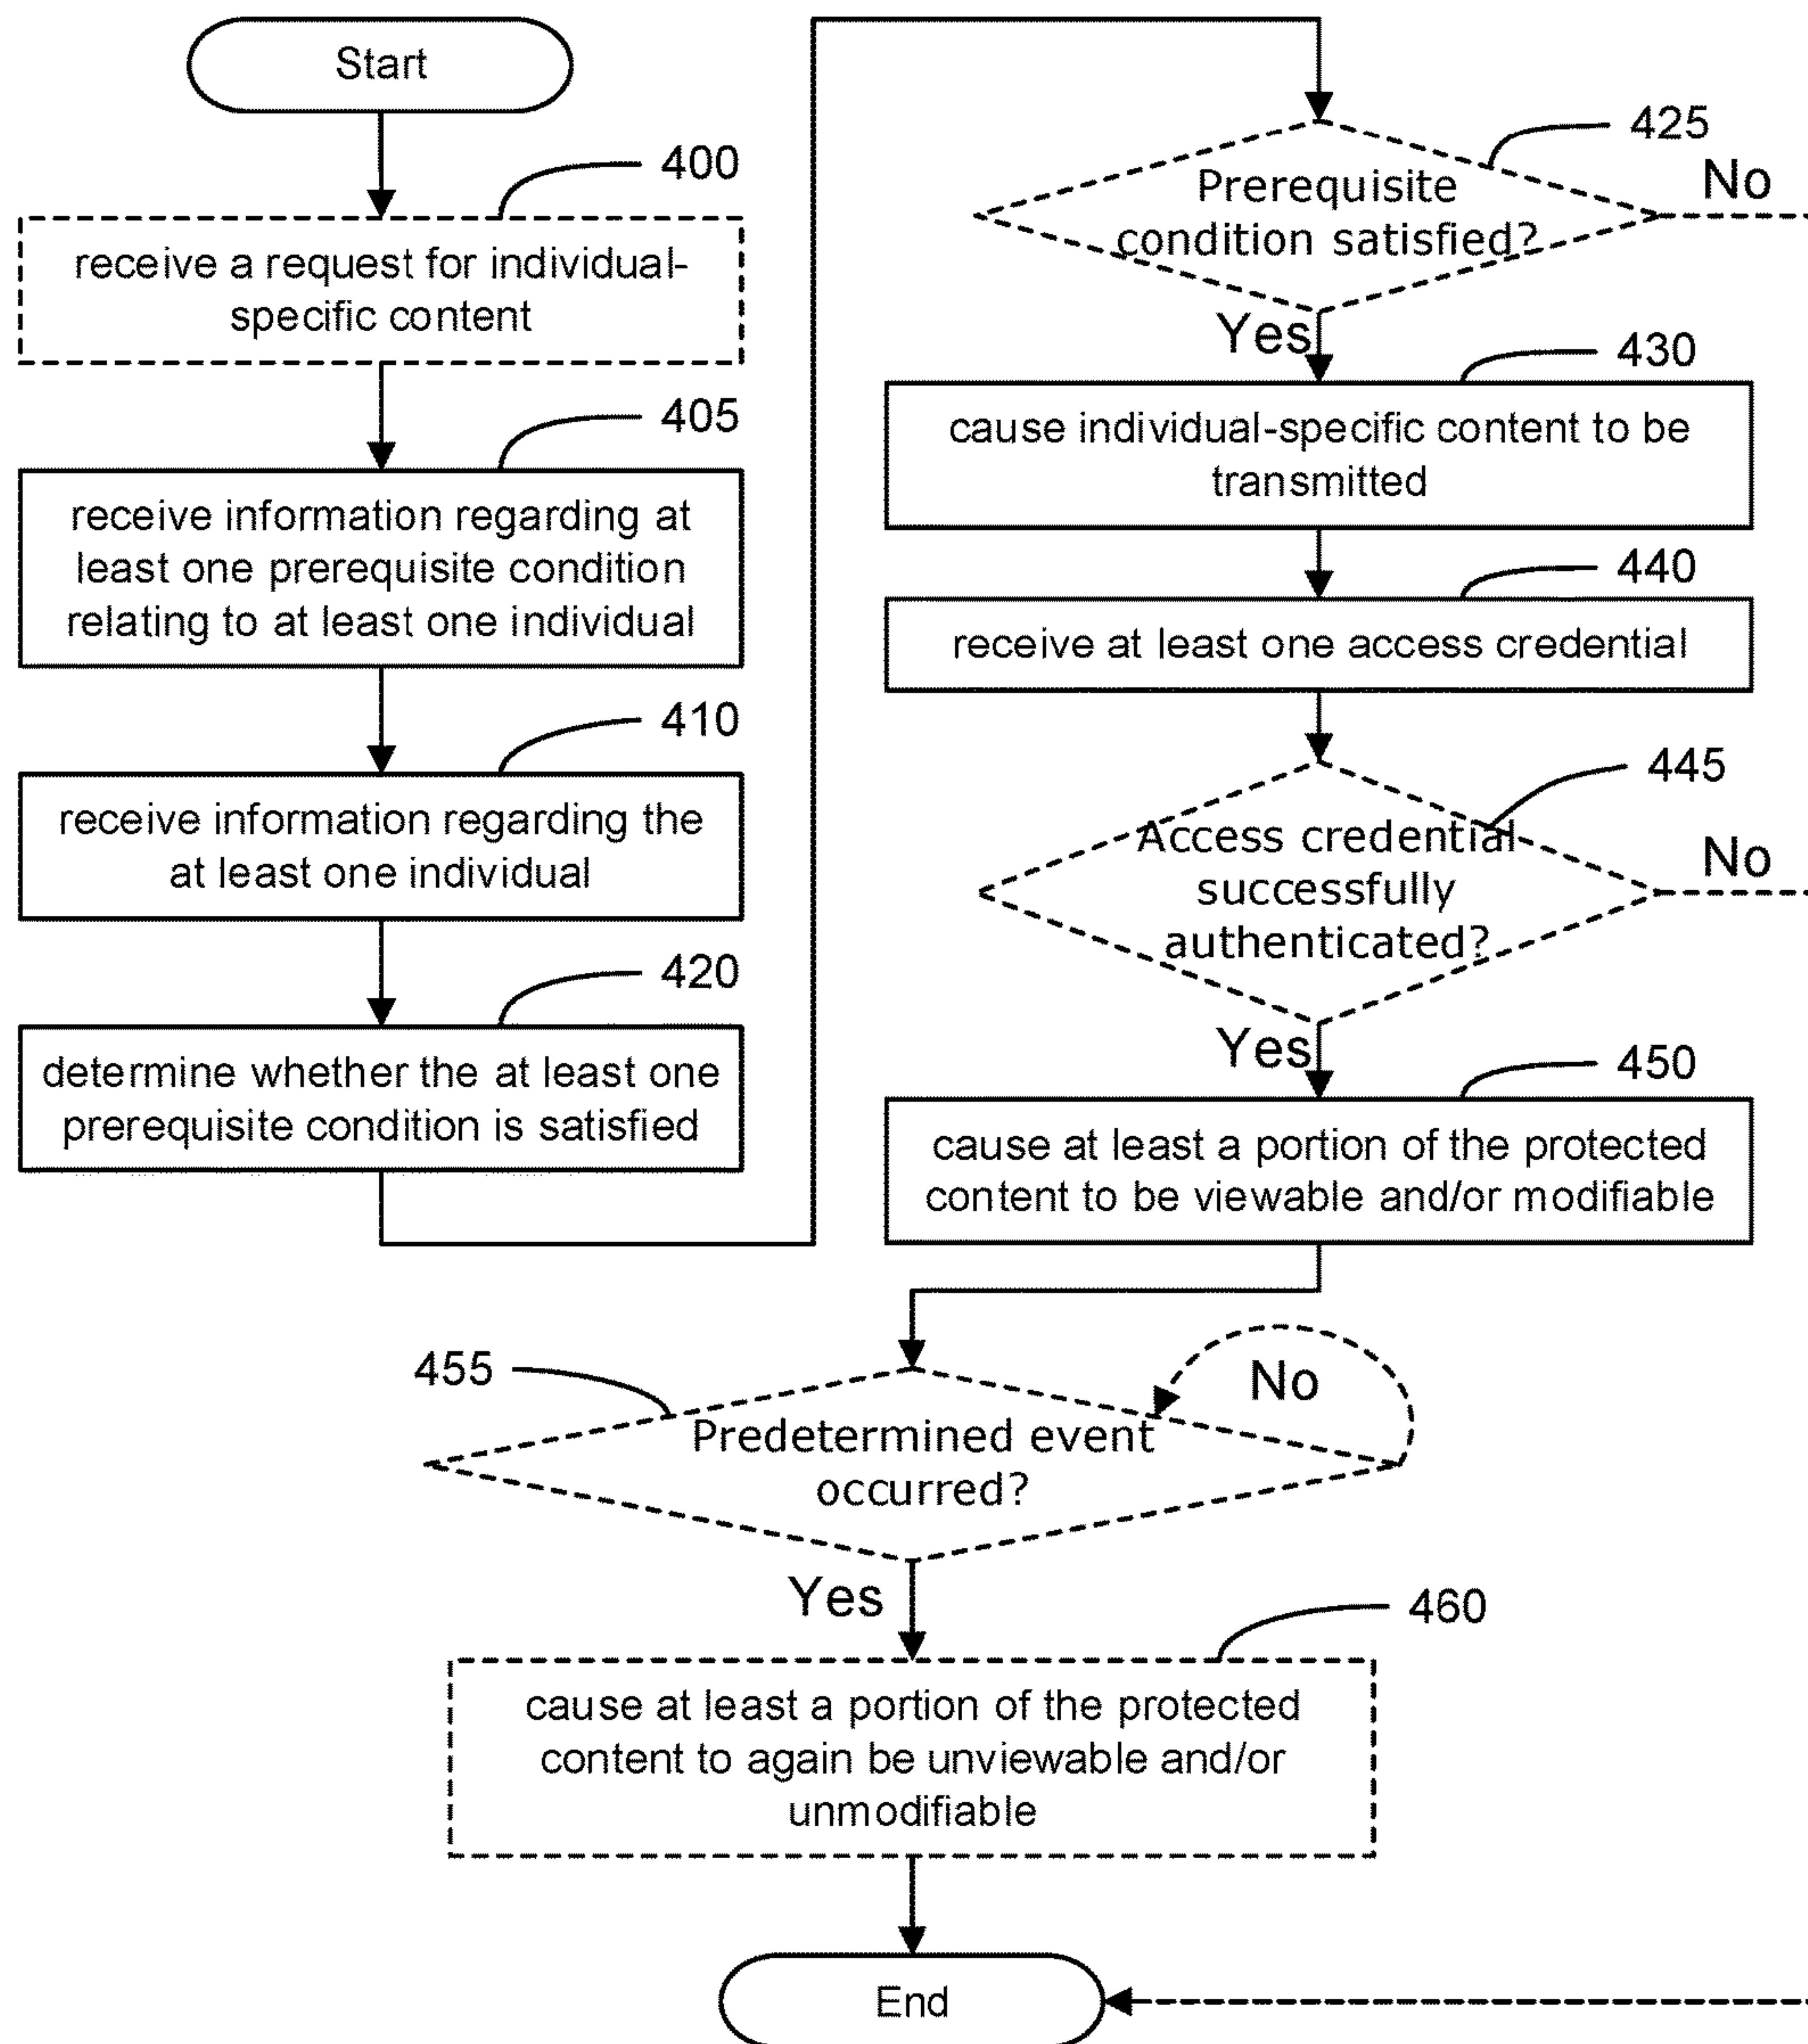 Start
400
receive a request for individual-
specific content
405
receive information regarding at
least one prerequisite condition
relating to at least one individual
410
receive information regarding the
at least one individual
420
determine whether the at least one
prerequisite condition is satisfied
425
Prerequisite
condition satisfied?
No
Yes
430
cause individual-specific content to be
transmitted
440
receive at least one access credential
445
Access credential
successfully
authenticated?
No
Yes
450
cause at least a portion of the protected
content to be viewable and/or modifiable
455
Predetermined event
occurred?
No
Yes
460
cause at least a portion of the protected
content to again be unviewable and/or
unmodifiable
End